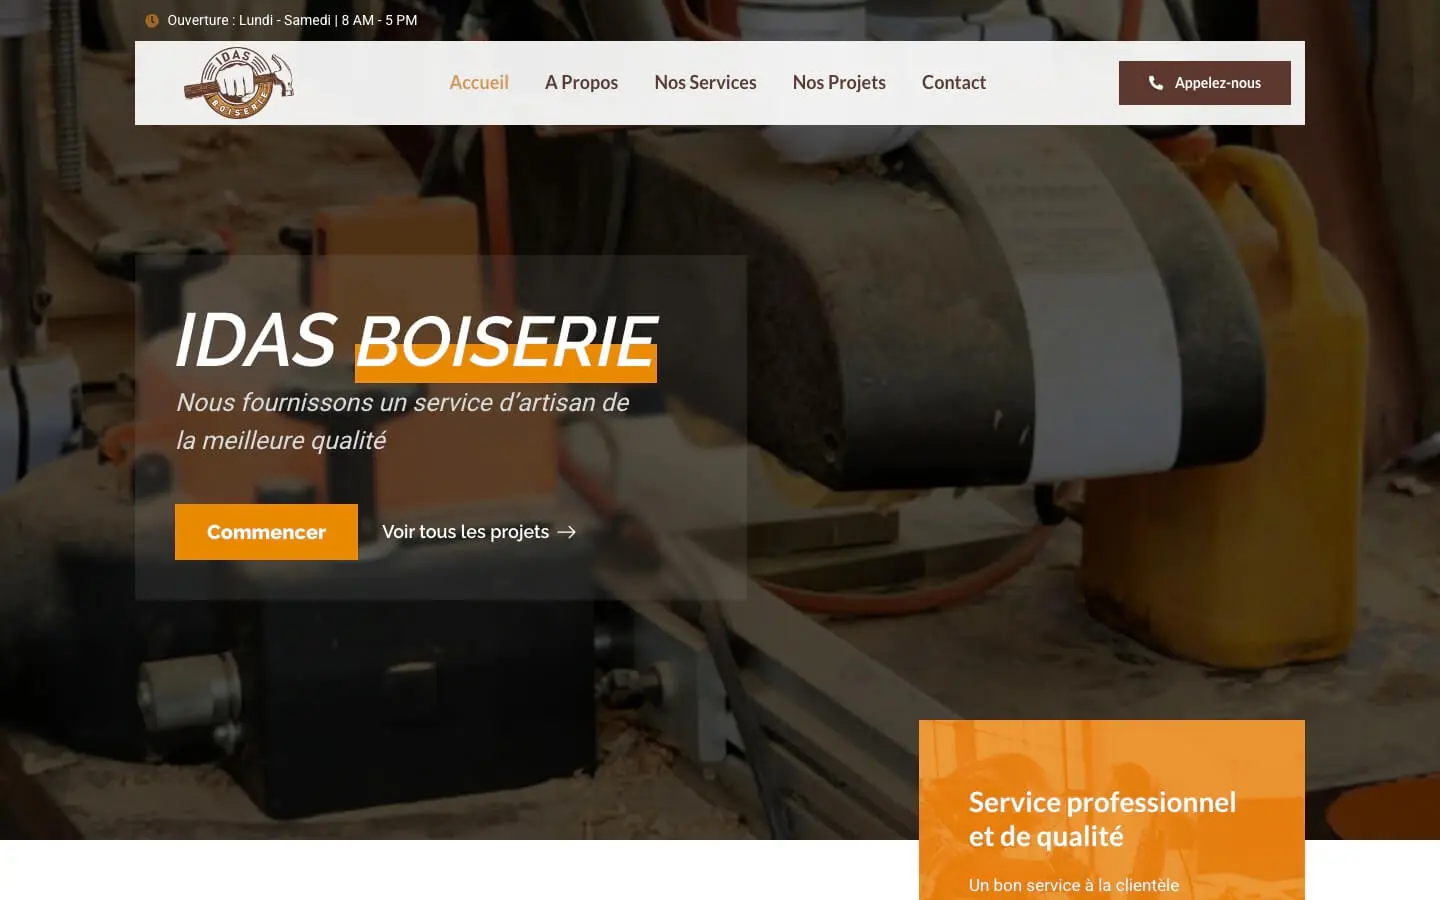 Ouverture : Lundi - Samedi | 8 AM - 5 PM
IDAS
BOISERIE
Accueil
A Propos
Nos Services
Nos Projets
Contact
Appelez-nous
IDAS BOISERIE
Nous fournissons un service d’artisan de
la meilleure qualité
Commencer
Voir tous les projets
Service professionnel
et de qualité
Un bon service à la clientèle